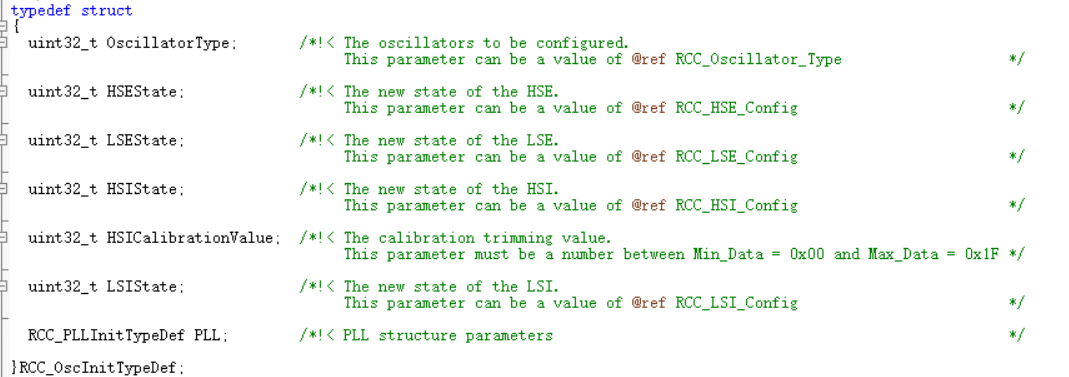 typedef struct
{
uint32_t OscillatorType; /*!< The oscillators to be configured.
This parameter can be a value of @ref RCC_Oscillator_Type */
uint32_t HSEState; /*!< The new state of the HSE.
This parameter can be a value of @ref RCC_HSE_Config */
uint32_t LSEState; /*!< The new state of the LSE.
This parameter can be a value of @ref RCC_LSE_Config */
uint32_t HSIState; /*!< The new state of the HSI.
This parameter can be a value of @ref RCC_HSI_Config */
uint32_t HSICalibrationValue; /*!< The calibration trimming value.
This parameter must be a number between Min_Data = 0x00 and Max_Data = 0x1F */
uint32_t LSIState; /*!< The new state of the LSI.
This parameter can be a value of @ref RCC_LSI_Config */
RCC_PLLInitTypeDef PLL; /*!< PLL structure parameters */
}RCC_OscInitTypeDef;